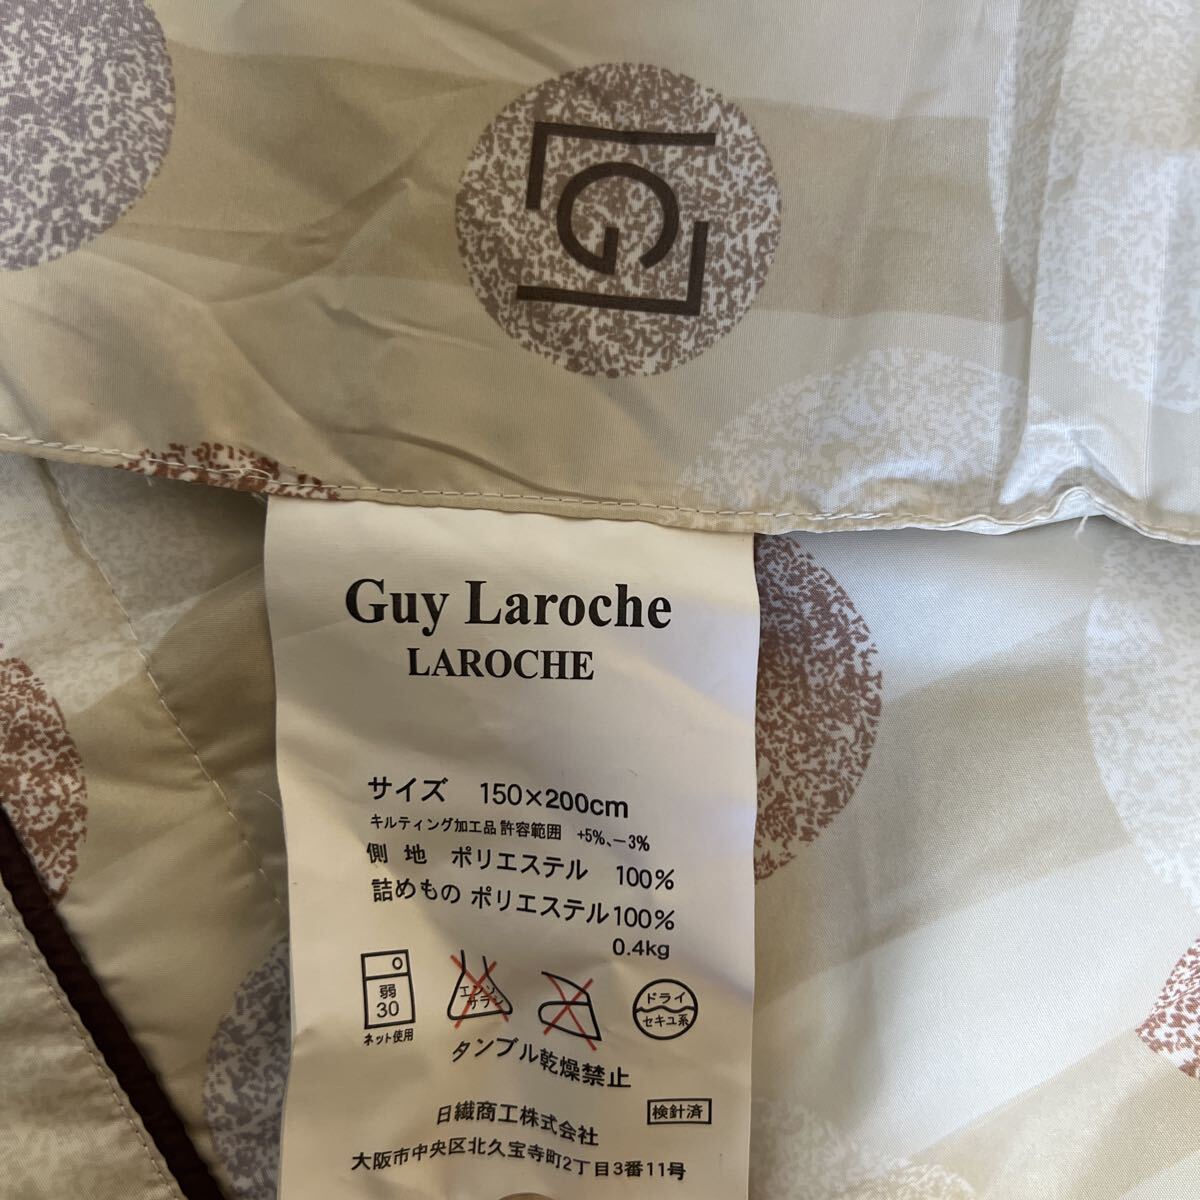 G
Guy Laroche
LAROCHE
サイズ 150×200cm
キルティング加工品 許容範囲 +5%、−3%
側 地 ポリエステル 100%
詰めもの ポリエステル100%
0.4kg
弱
30
ネット使用
エンソ
サラシ
ドライ
セキユ系
タンブル乾燥禁止
検針済
日繊商工株式会社
大阪市中央区北久宝寺町2丁目3番11号